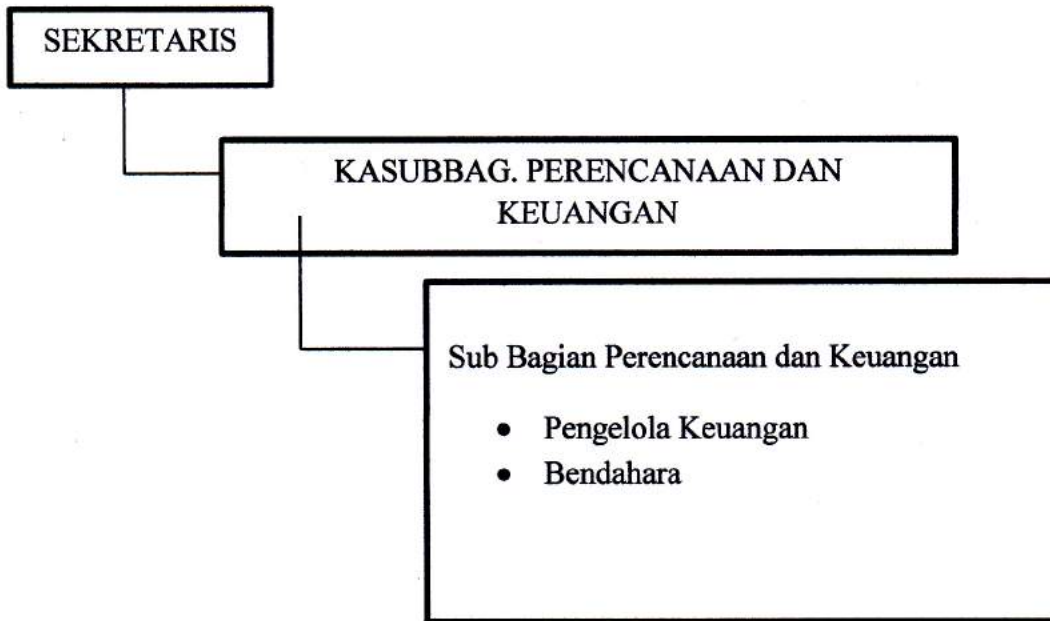 SEKRETARIS
KASUBBAG. PERENCANAAN DAN
KEUANGAN
Sub Bagian Perencanaan dan Keuangan
• Pengelola Keuangan
• Bendahara